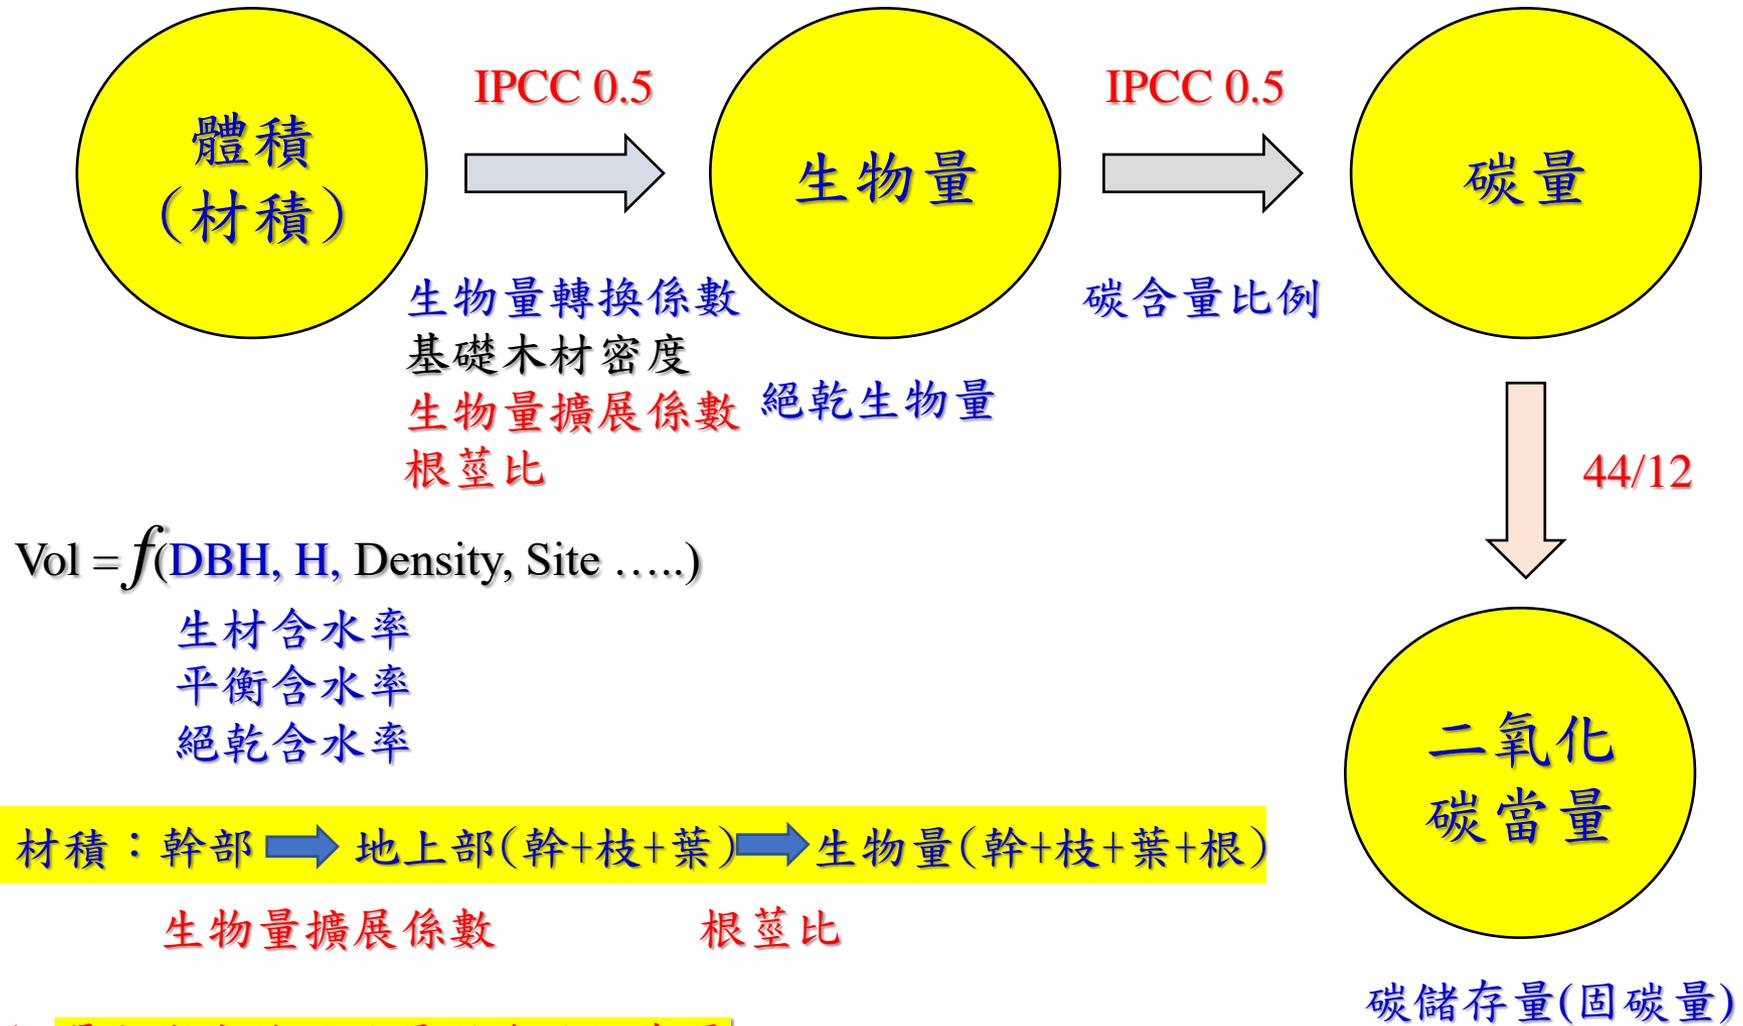 體積
（材積）
IPCC 0.5
生物量
IPCC 0.5
碳量
生物量轉換係數
基礎木材密度
生物量擴展係數
根莖比
絕乾生物量
碳含量比例
44/12
Vol = f(DBH, H, Density, Site …..)
生材含水率
平衡含水率
絕乾含水率
二氧化
碳當量
材積：幹部 地上部(幹+枝+葉) 生物量(幹+枝+葉+根)
生物量擴展係數
根莖比
碳儲存量(固碳量)